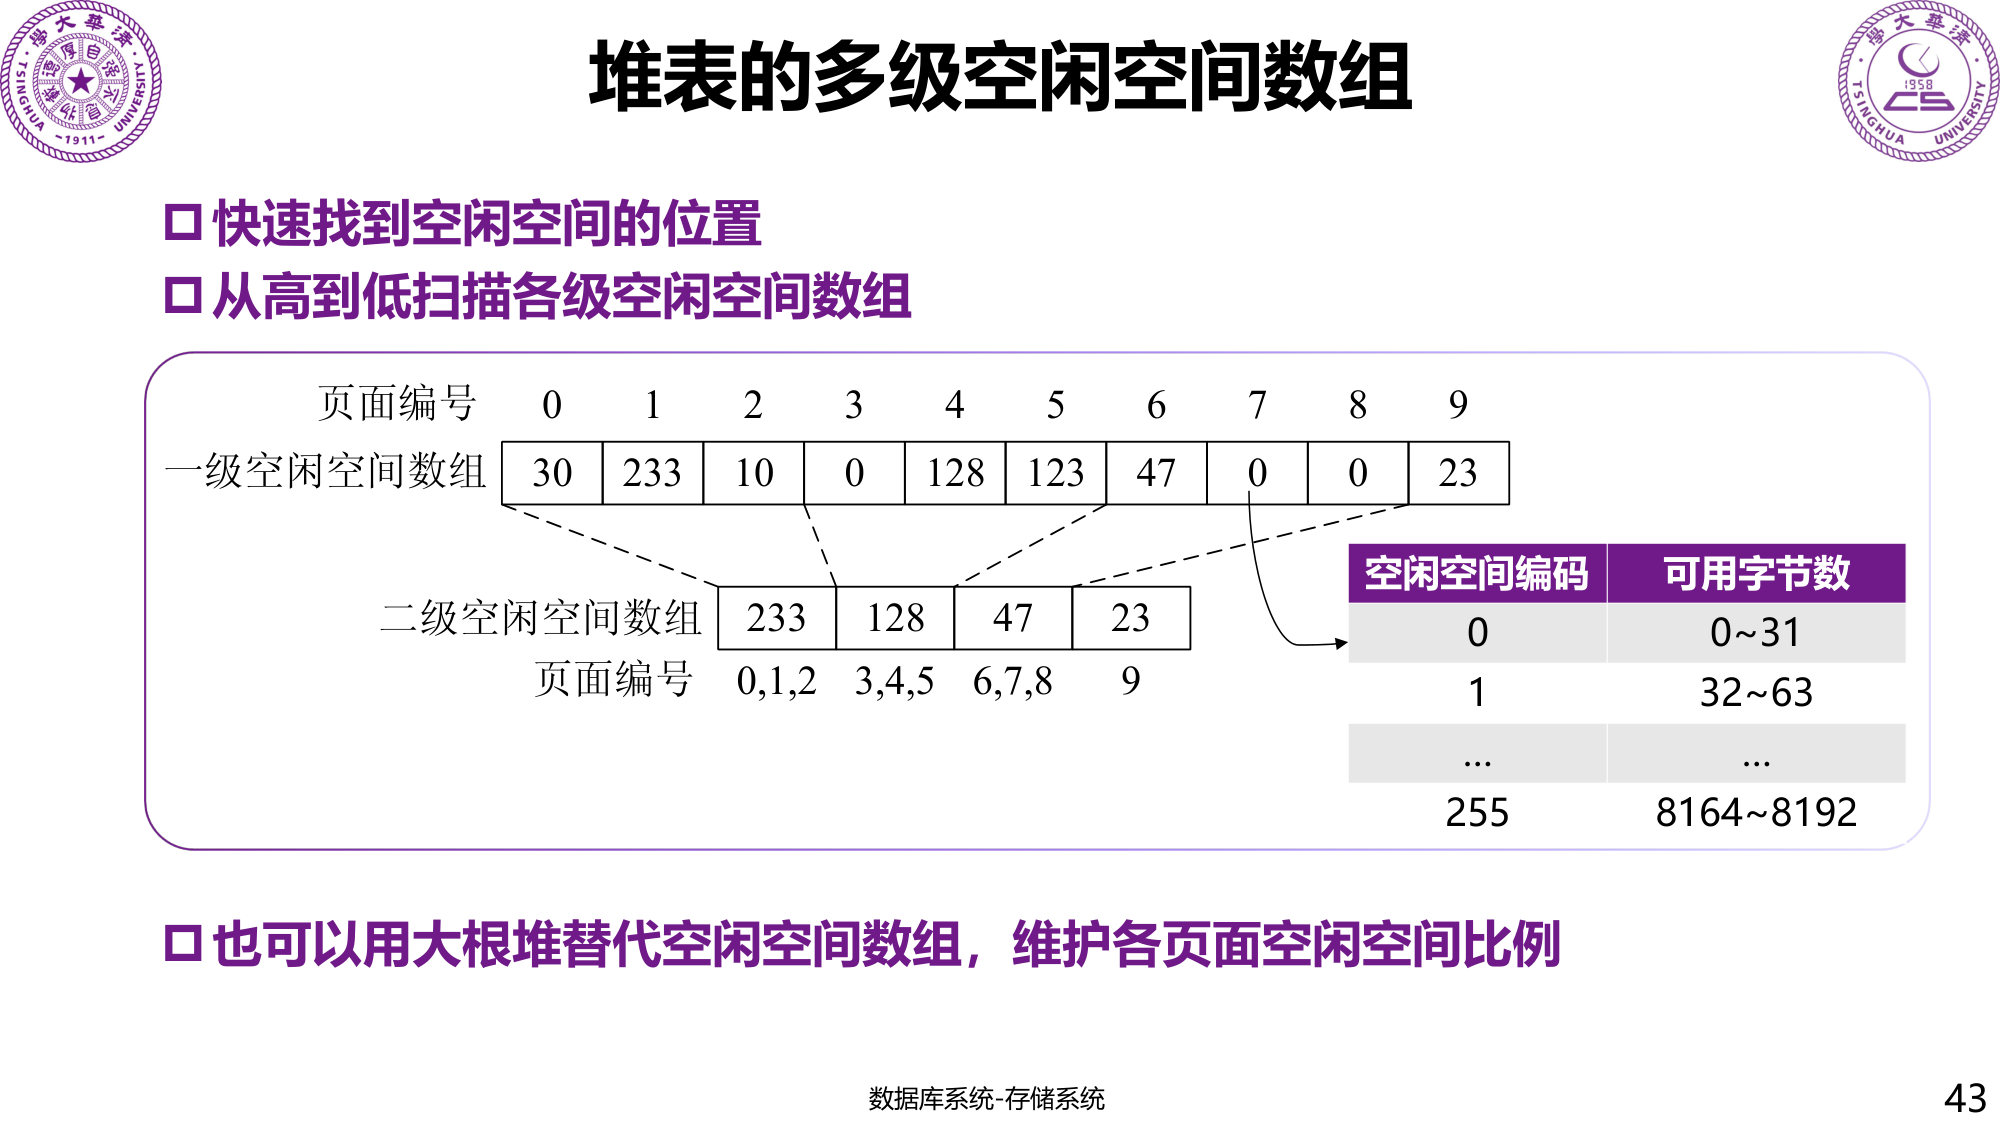 堆表的多级空闲空间数组
快速找到空闲空间的位置
从高到低扫描各级空闲空间数组
页面编号 0 1 2 3 4 5 6 7 8 9
一级空闲空间数组 30 233 10 0 128 123 47 0 0 23
二级空闲空间数组 233 128 47 23
页面编号 0,1,2 3,4,5 6,7,8 9
空闲空间编码 可用字节数
0 0~31
1 32~63
... ...
255 8164~8192
也可以用大根堆替代空闲空间数组，维护各页面空闲空间比例
数据库系统-存储系统
43
TSINGHUA UNIVERSITY
-1911-
TSINGHUA UNIVERSITY
1958